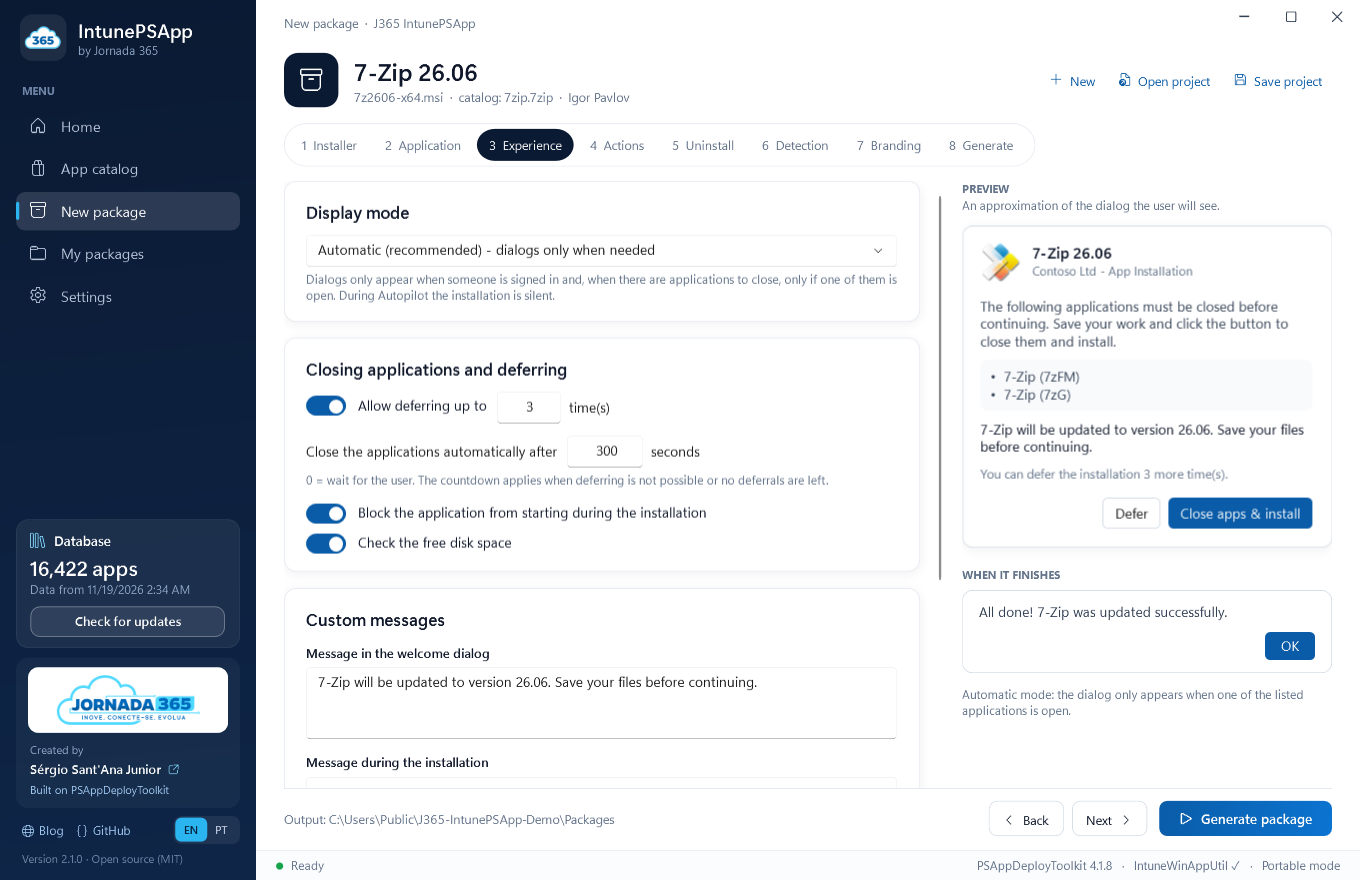 365
IntunePSApp
by Jornada 365
MENU
Home
App catalog
New package
My packages
Settings
Database
16,422 apps
Data from 11/19/2026 2:34 AM
Check for updates
JORNADA 365
INOVE. CONECTE-SE. EVOLUA
Created by
Sérgio Sant'Ana Junior
Built on PSAppDeployToolkit
Blog
{} GitHub
EN PT
Version 2.1.0 · Open source (MIT)
New package · J365 IntunePSApp
7-Zip 26.06
7z2606-x64.msi · catalog: 7zip.7zip · Igor Pavlov
New
Open project
Save project
1 Installer
2 Application
3 Experience
4 Actions
5 Uninstall
6 Detection
7 Branding
8 Generate
Display mode
Automatic (recommended) - dialogs only when needed
Dialogs only appear when someone is signed in and, when there are applications to close, only if one of them is
open. During Autopilot the installation is silent.
Closing applications and deferring
Allow deferring up to 3 time(s)
Close the applications automatically after 300 seconds
0 = wait for the user. The countdown applies when deferring is not possible or no deferrals are left.
Block the application from starting during the installation
Check the free disk space
Custom messages
Message in the welcome dialog
7-Zip will be updated to version 26.06. Save your files before continuing.
Message during the installation
PREVIEW
An approximation of the dialog the user will see.
7-Zip 26.06
Contoso Ltd - App Installation
The following applications must be closed before
continuing. Save your work and click the button to
close them and install.
• 7-Zip (7zFM)
• 7-Zip (7zG)
7-Zip will be updated to version 26.06. Save your files
before continuing.
You can defer the installation 3 more time(s).
Defer
Close apps & install
WHEN IT FINISHES
All done! 7-Zip was updated successfully.
OK
Automatic mode: the dialog only appears when one of the listed
applications is open.
Output: C:\Users\Public\J365-IntunePSApp-Demo\Packages
Back
Next
Generate package
Ready
PSAppDeployToolkit 4.1.8 · IntuneWinAppUtil ✓ · Portable mode